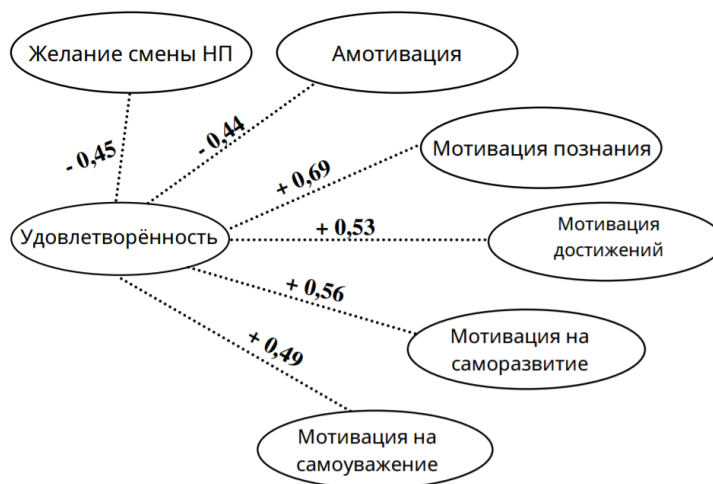 Желание смены НП
Амотивация
- 0,45
- 0,44
Мотивация познания
+ 0,69
Удовлетворённость
+ 0,53
Мотивация
достижений
+ 0,56
Мотивация на
саморазвитие
+ 0,49
Мотивация на
самоуважение